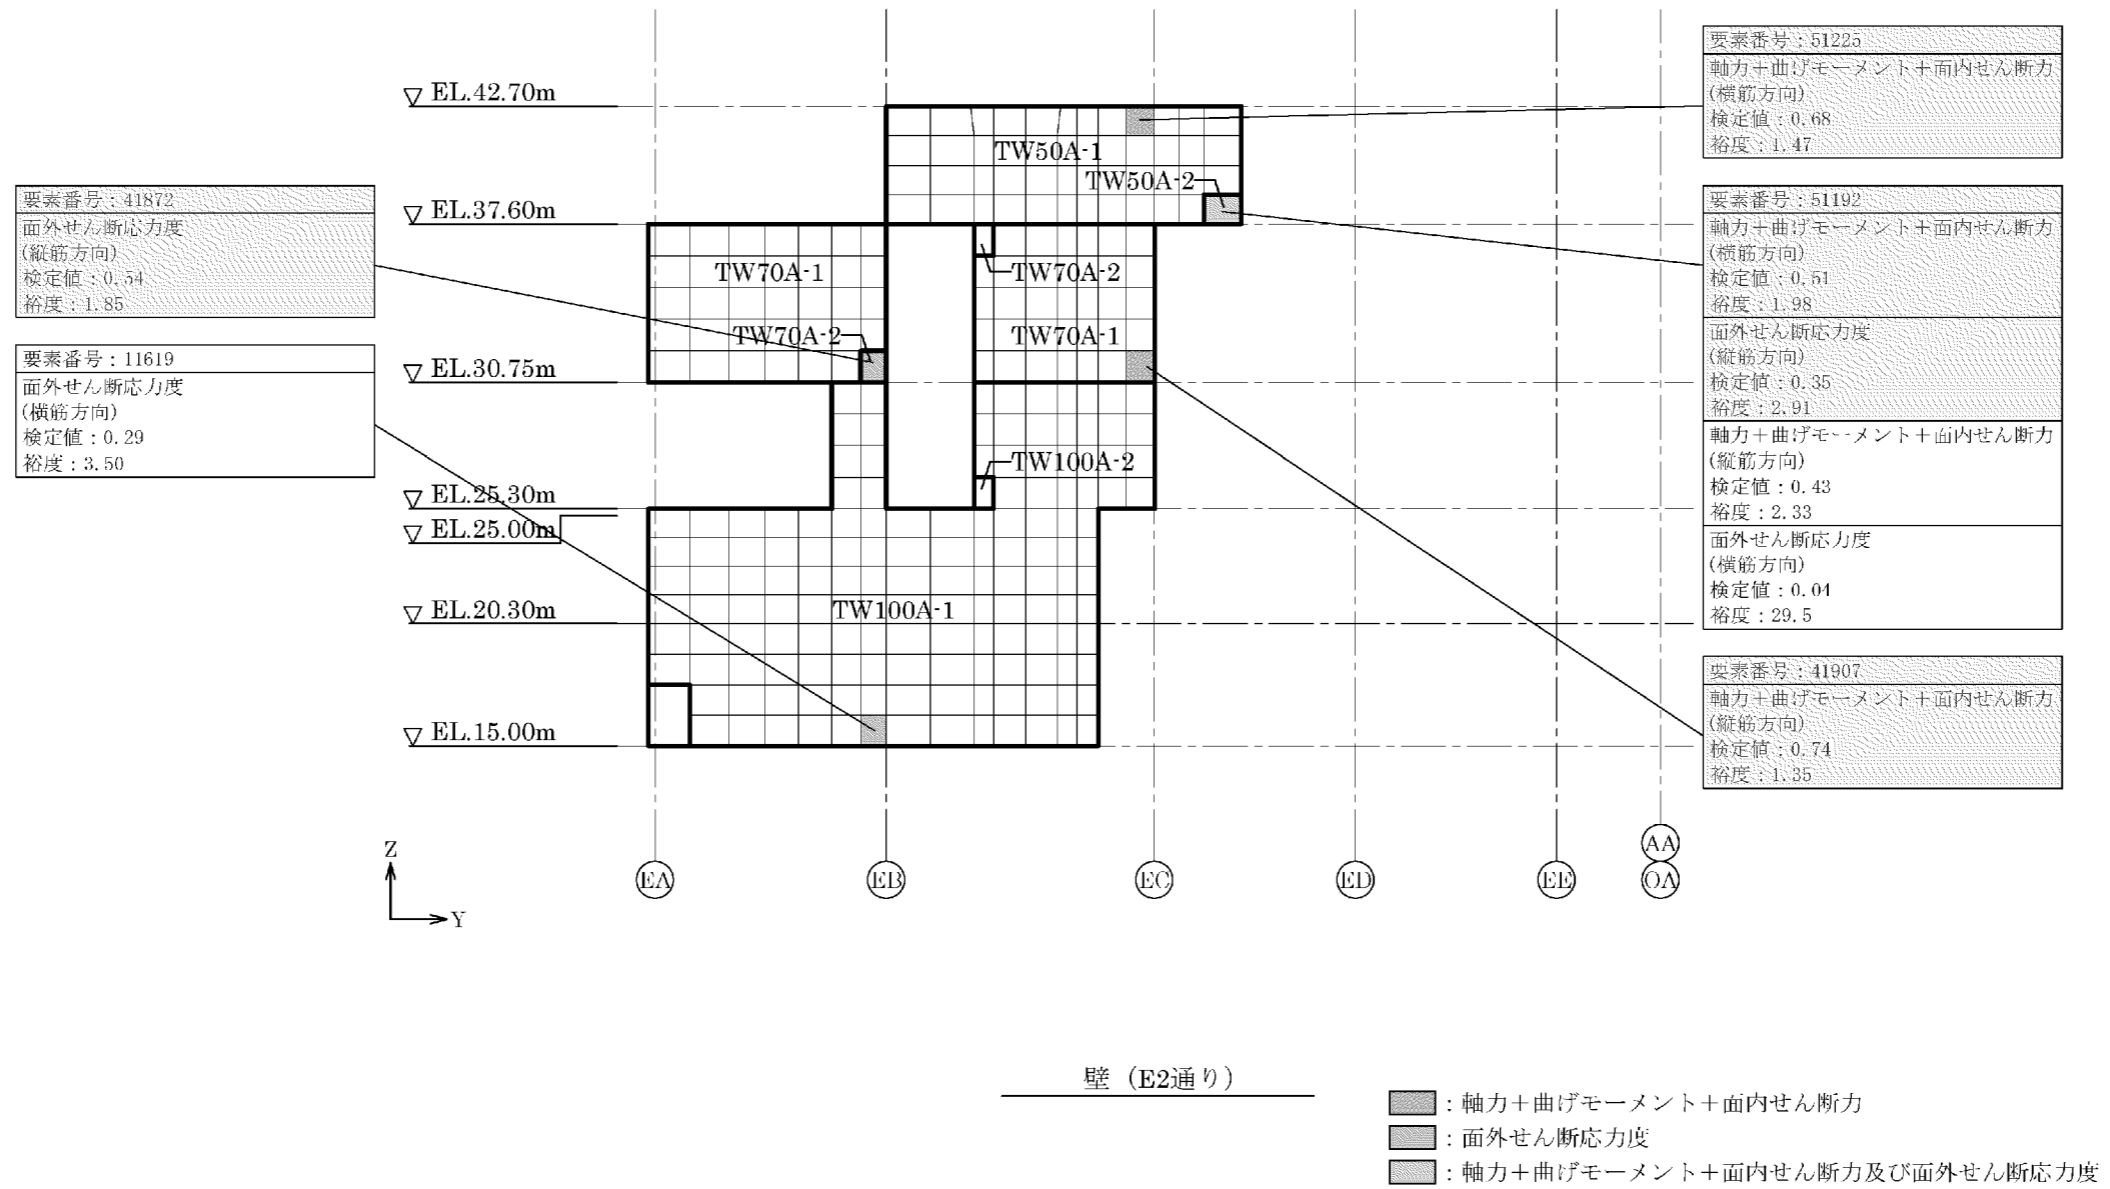 要素番号：51225
軸力＋曲げモーメント＋面内せん断力
(横筋方向)
検定値：0.68
裕度：1.47
EL.42.70m
TW50A-1
TW50A-2
要素番号：41872
面外せん断応力度
(縦筋方向)
検定値：0.54
裕度：1.85
EL.37.60m
要素番号：51192
軸力＋曲げモーメント＋面内せん断力
(横筋方向)
検定値：0.51
裕度：1.98
面外せん断応力度
(縦筋方向)
検定値：0.35
裕度：2.91
軸力＋曲げモーメント＋面内せん断力
(縦筋方向)
検定値：0.43
裕度：2.33
面外せん断応力度
(横筋方向)
検定値：0.04
裕度：29.5
TW70A-1
TW70A-2
TW70A-2
TW70A-1
要素番号：11619
面外せん断応力度
(横筋方向)
検定値：0.29
裕度：3.50
EL.30.75m
TW100A-2
EL.25.30m
EL.25.00m
EL.20.30m
TW100A-1
要素番号：41907
軸力＋曲げモーメント＋面内せん断力
(縦筋方向)
検定値：0.74
裕度：1.35
EL.15.00m
Z
Y
EA
EB
EC
ED
EE
AA
OA
壁（E2通り）
：軸力＋曲げモーメント＋面内せん断力
：面外せん断応力度
：軸力＋曲げモーメント＋面内せん断力及び面外せん断応力度